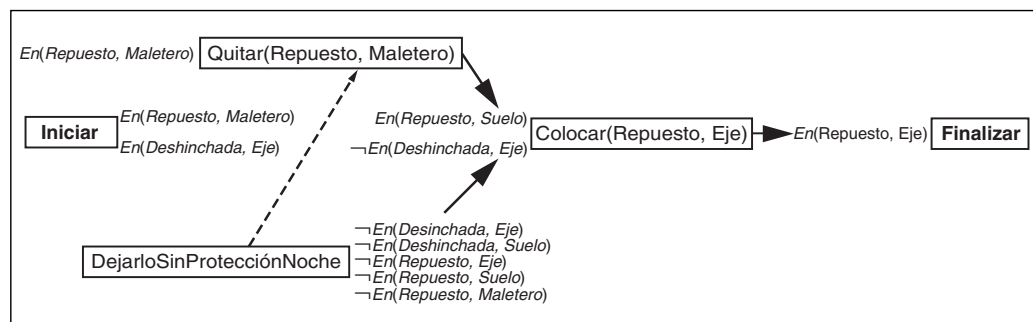 En(Repuesto, Maletero) Quitar(Repuesto, Maletero)
Iniciar
En(Repuesto, Maletero)
En(Deshinchada, Eje)
En(Repuesto, Suelo)
¬En(Deshinchada, Eje)
Colocar(Repuesto, Eje) En(Repuesto, Eje) Finalizar
DejarloSinProtecciónNoche
¬En(Desinchada, Eje)
¬En(Deshinchada, Suelo)
¬En(Repuesto, Eje)
¬En(Repuesto, Suelo)
¬En(Repuesto, Maletero)